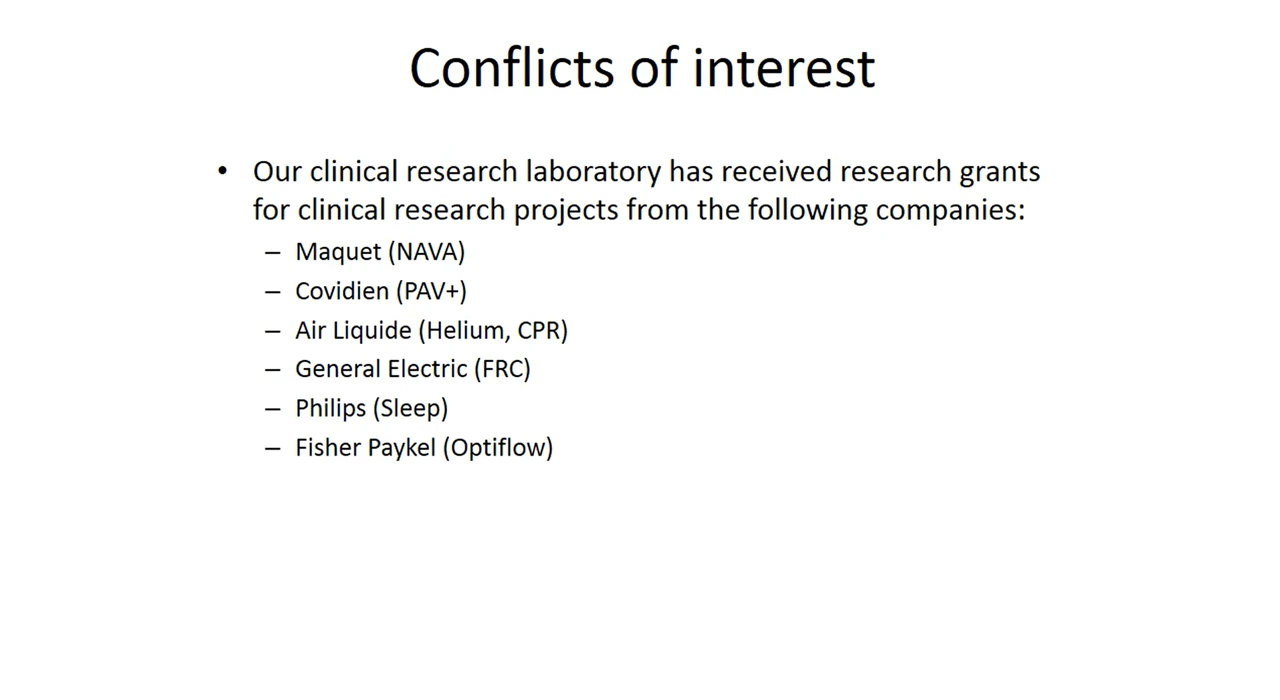 Conflicts of interest
• Our clinical research laboratory has received research grants
for clinical research projects from the following companies:
– Maquet (NAVA)
– Covidien (PAV+)
– Air Liquide (Helium, CPR)
– General Electric (FRC)
– Philips (Sleep)
– Fisher Paykel (Optiflow)